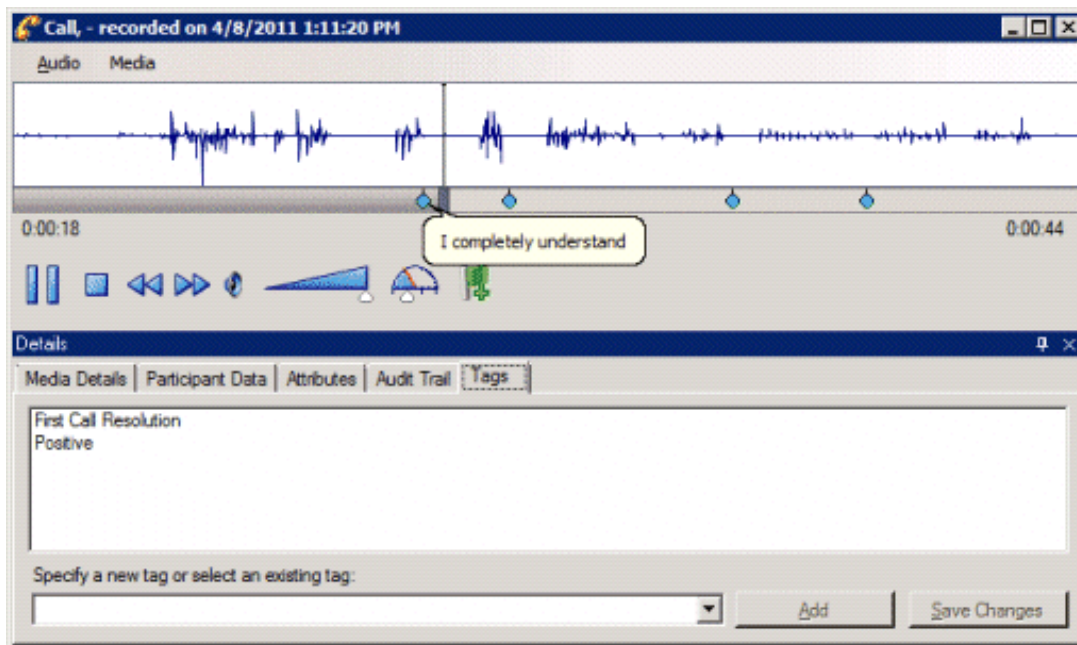 Call, - recorded on 4/8/2011 1:11:20 PM
Audio Media
0:00:18 0:00:44
I completely understand
Details
Media Details Participant Data Attributes Audit Trail Tags
First Call Resolution
Positive
Specify a new tag or select an existing tag:
Add Save Changes